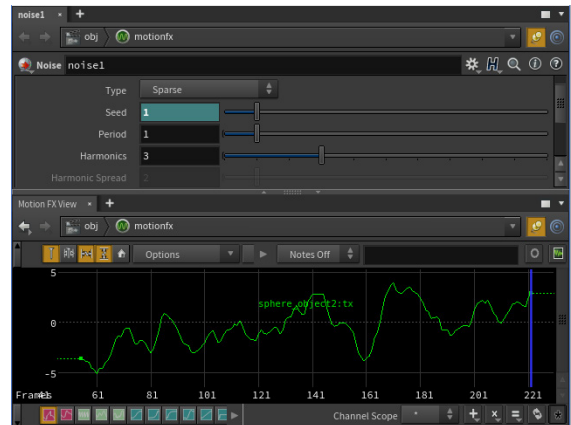 noise1 × +
obj motionfx
Noise noise1
Type Sparse
Seed 1
Period 1
Harmonics 3
Harmonic Spread 2
Motion FX View × +
obj motionfx
Options Notes Off
5
sphere_object2:tx
0
-5
Frames 61 81 101 121 141 161 181 201 221
Channel Scope *